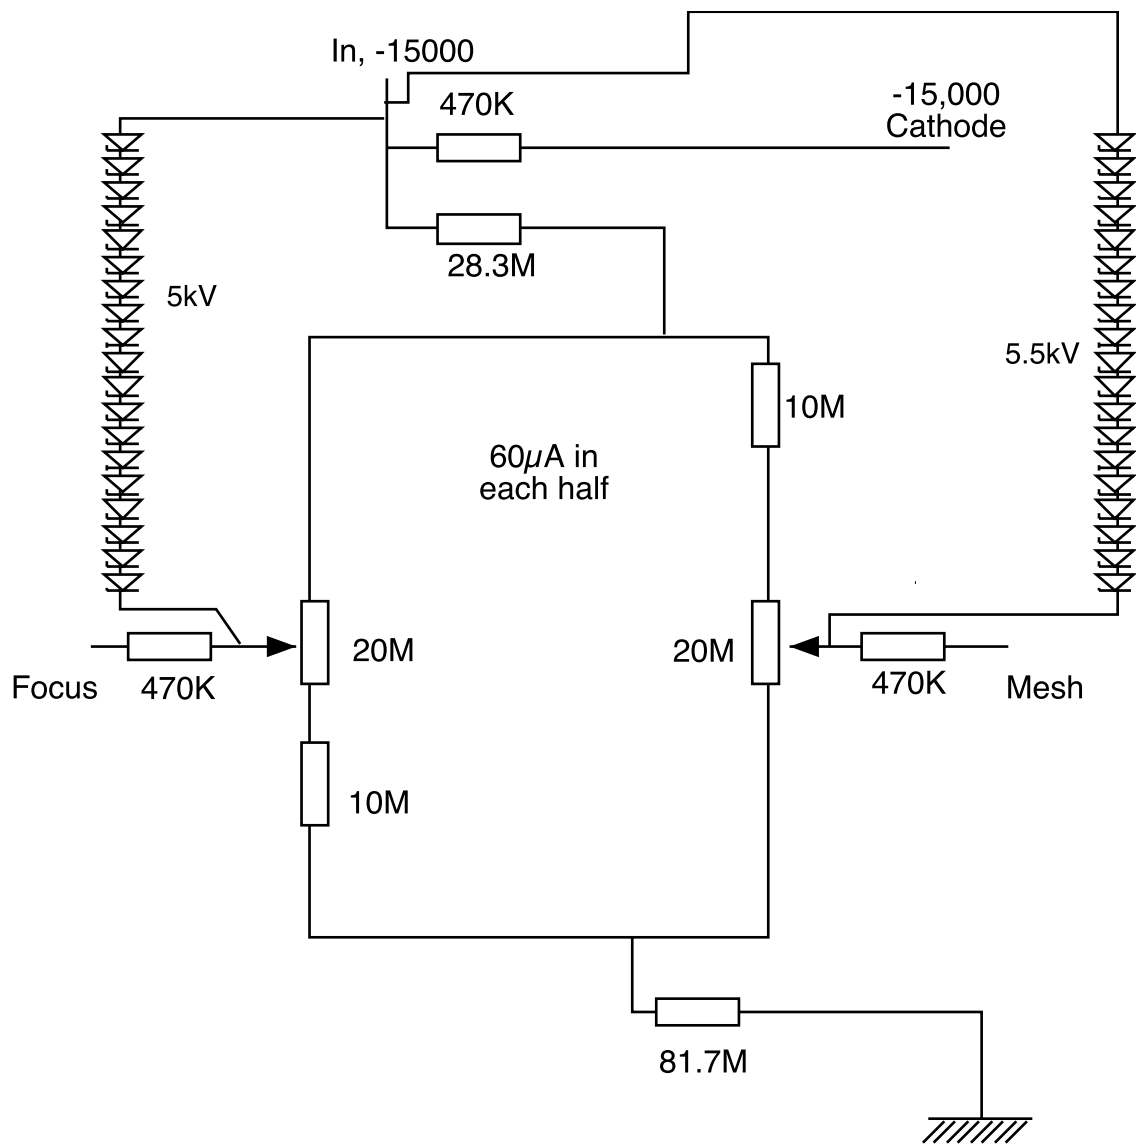 In, -15000
470K
-15,000
Cathode
28.3M
5kV
5.5kV
10M
60µA in
each half
20M
20M
Focus
470K
470K
Mesh
10M
81.7M